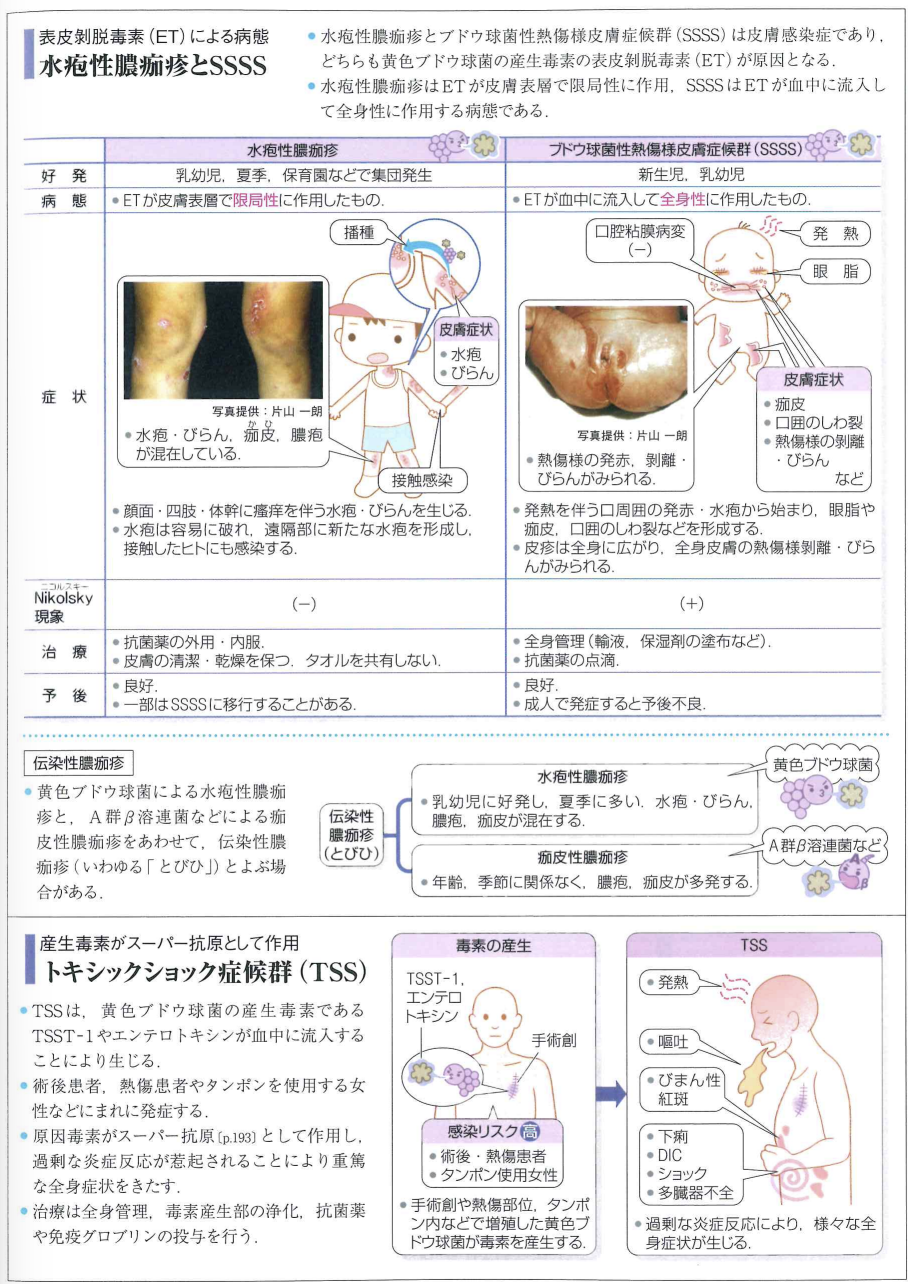 表皮剝脱毒素（ET）による病態
水疱性膿痂疹とSSSS
● 水疱性膿痂疹とブドウ球菌性熱傷様皮膚症候群（SSSS）は皮膚感染症であり，
どちらも黄色ブドウ球菌の産生毒素の表皮剝脱毒素（ET）が原因となる．
● 水疱性膿痂疹はETが皮膚表層で限局性に作用，SSSSはETが血中に流入し
て全身性に作用する病態である．
水疱性膿痂疹
ブドウ球菌性熱傷様皮膚症候群（SSSS）
好発
乳幼児，夏季，保育園などで集団発生
新生児，乳幼児
病態
● ETが皮膚表層で限局性に作用したもの．
● ETが血中に流入して全身性に作用したもの．
症状
播種
皮膚症状
● 水疱
● びらん
写真提供：片山 一朗
かひ
● 水疱・びらん，痂皮，膿疱
が混在している．
接触感染
● 顔面・四肢・体幹に瘙痒を伴う水疱・びらんを生じる．
● 水疱は容易に破れ，遠隔部に新たな水疱を形成し，
接触したヒトにも感染する．
口腔粘膜病変
（－）
発熱
眼脂
皮膚症状
● 痂皮
● 口囲のしわ裂
● 熱傷様の剝離
・びらん
など
写真提供：片山 一朗
● 熱傷様の発赤，剝離・
びらんがみられる．
● 発熱を伴う口周囲の発赤・水疱から始まり，眼脂や
痂皮，口囲のしわ裂などを形成する．
● 皮疹は全身に広がり，全身皮膚の熱傷様剝離・びら
んがみられる．
ニコルスキー
Nikolsky
現象
（－）
（＋）
治療
● 抗菌薬の外用・内服．
● 皮膚の清潔・乾燥を保つ．タオルを共有しない．
● 全身管理（輸液，保湿剤の塗布など）．
● 抗菌薬の点滴．
予後
● 良好．
● 一部はSSSSに移行することがある．
● 良好．
● 成人で発症すると予後不良．
伝染性膿痂疹
● 黄色ブドウ球菌による水疱性膿痂
疹と，A群β溶連菌などによる痂
皮性膿痂疹をあわせて，伝染性膿
痂疹（いわゆる「とびひ」）とよぶ場
合がある．
伝染性
膿痂疹
（とびひ）
水疱性膿痂疹
● 乳幼児に好発し，夏季に多い．水疱・びらん，
膿疱，痂皮が混在する．
黄色ブドウ球菌
痂皮性膿痂疹
● 年齢，季節に関係なく，膿疱，痂皮が多発する．
A群β溶連菌など
A
β
産生毒素がスーパー抗原として作用
トキシックショック症候群（TSS）
● TSSは，黄色ブドウ球菌の産生毒素である
TSST-1やエンテロトキシンが血中に流入する
ことにより生じる．
● 術後患者，熱傷患者やタンポンを使用する女
性などにまれに発症する．
● 原因毒素がスーパー抗原〔p.193〕として作用し，
過剰な炎症反応が惹起されることにより重篤
な全身症状をきたす．
● 治療は全身管理，毒素産生部の浄化，抗菌薬
や免疫グロブリンの投与を行う．
毒素の産生
TSST-1，
エンテロ
トキシン
手術創
感染リスク 高
● 術後・熱傷患者
● タンポン使用女性
● 手術創や熱傷部位，タンポ
ン内などで増殖した黄色ブ
ドウ球菌が毒素を産生する．
TSS
● 発熱
● 嘔吐
● びまん性
紅斑
● 下痢
● DIC
● ショック
● 多臓器不全
● 過剰な炎症反応により，様々な全
身症状が生じる．